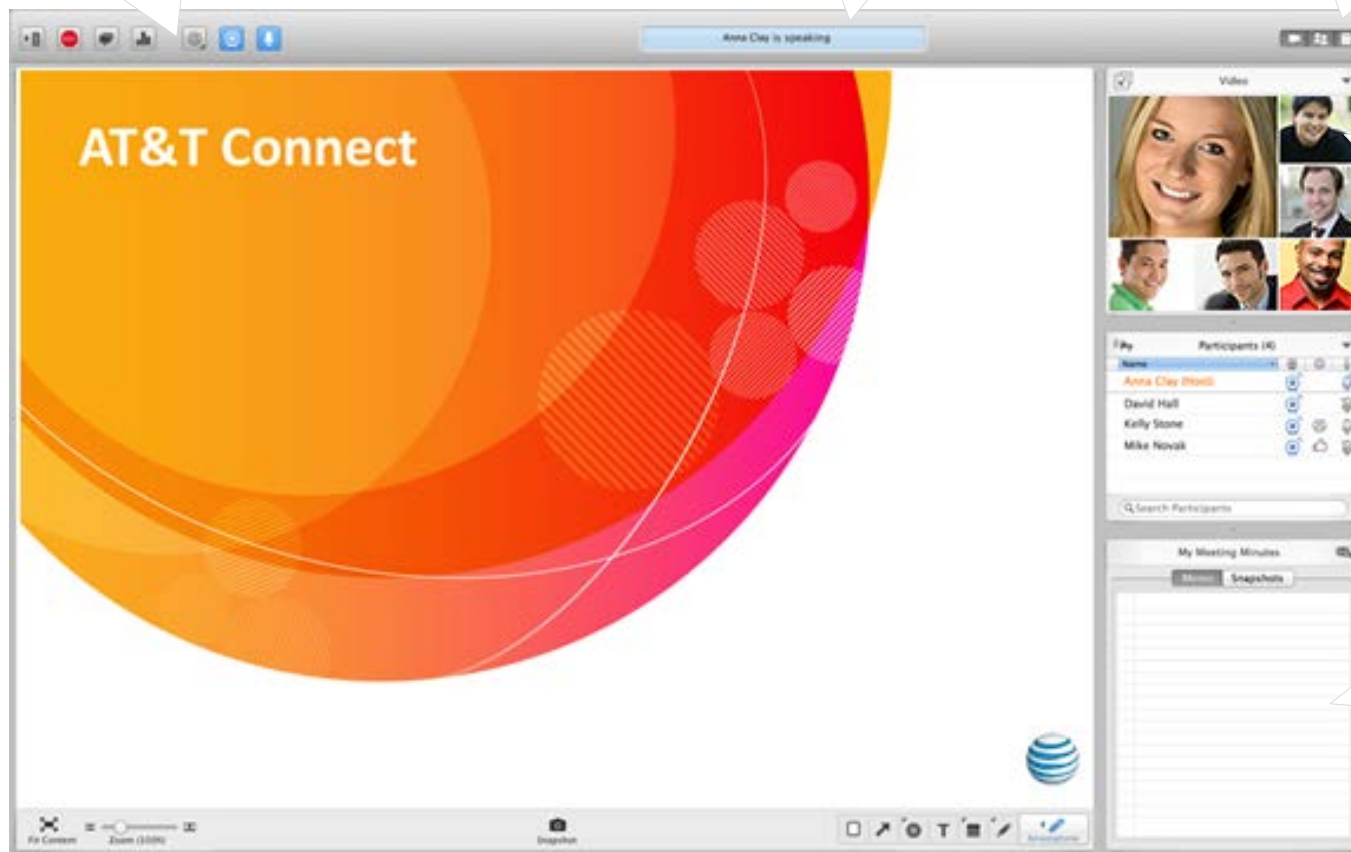 Anna Clay is speaking
AT&T Connect
Video
Participants (4)
Name
Anna Clay (Host)
David Hall
Kelly Stone
Mike Novak
Search Participants
My Meeting Minutes
Memo Snapshots
Fit Content
Zoom (100%)
Snapshot
T
Annotations